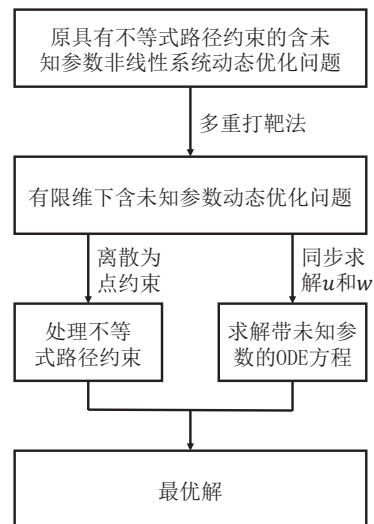 原具有不等式路径约束的含未
知参数非线性系统动态优化问题
多重打靶法
有限维下含未知参数动态优化问题
离散为
点约束
同步求
解u和w
处理不等
式路径约束
求解带未知参
数的ODE方程
最优解